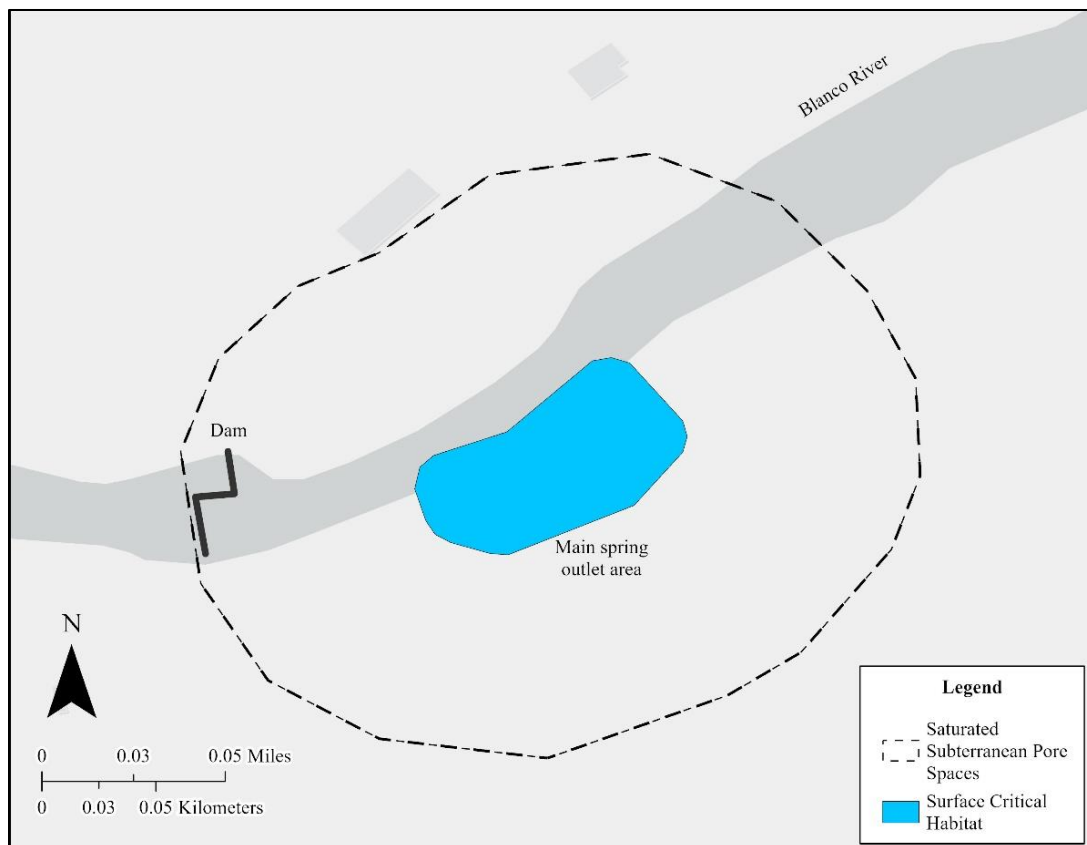 Blanco River
Dam
Main spring
outlet area
N
0 0.03 0.05 Miles
0 0.03 0.05 Kilometers
Legend
Saturated
Subterranean Pore
Spaces
Surface Critical
Habitat